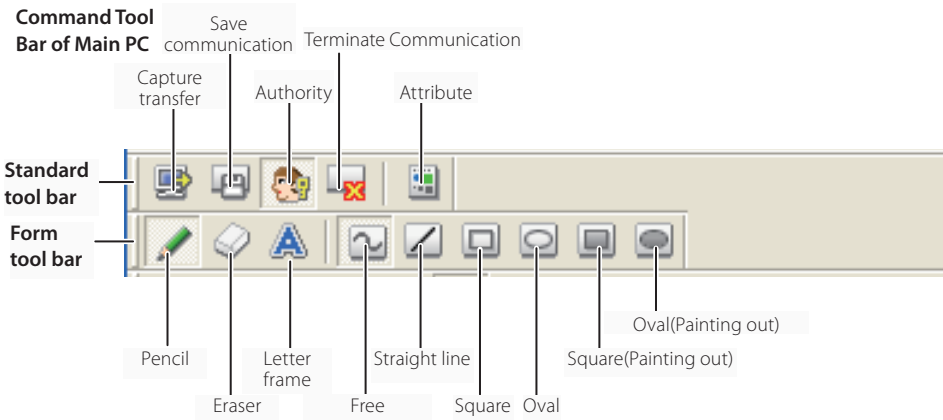 Command Tool
Bar of Main PC
Save
communication
Terminate Communication
Capture
transfer
Authority
Attribute
Standard
tool bar
Form
tool bar
Oval(Painting out)
Pencil
Letter
frame
Straight line
Square(Painting out)
Eraser
Free
Square
Oval